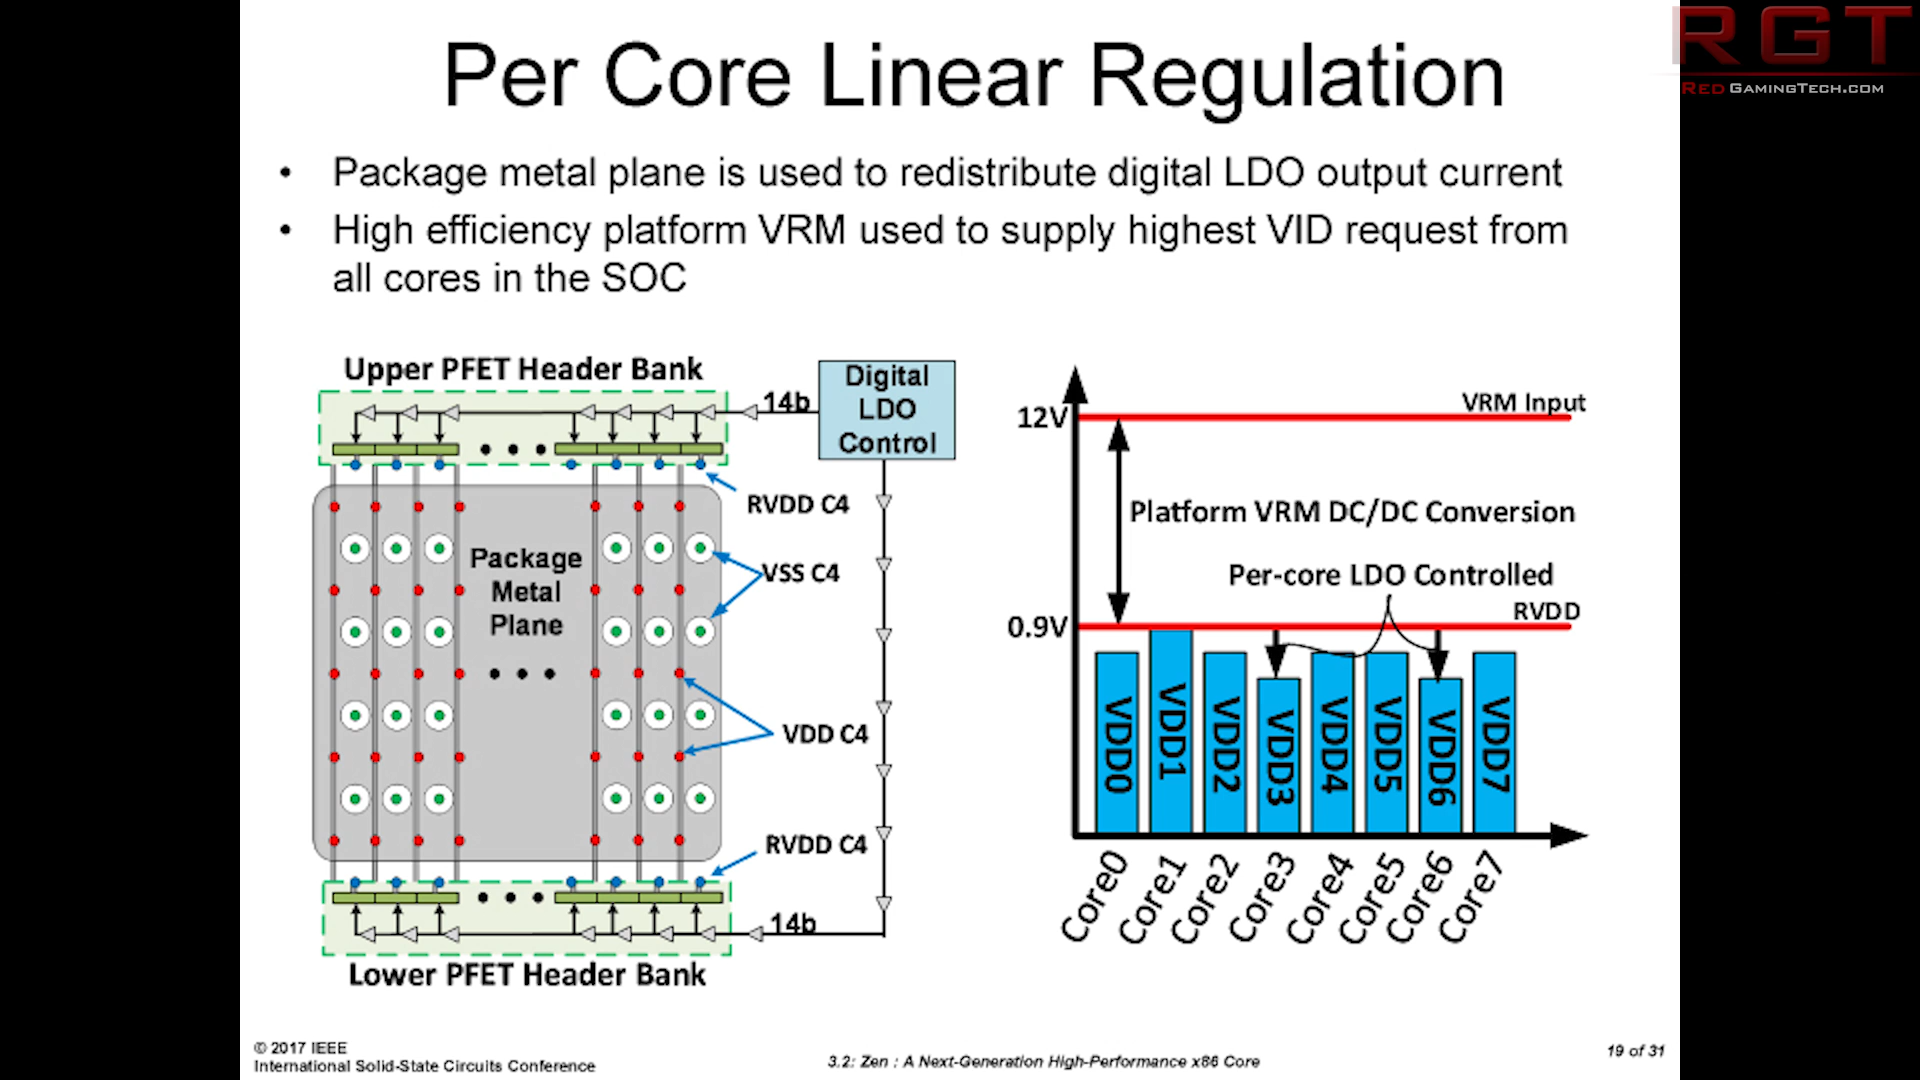 RGT
RED GAMINGTECH.COM
Per Core Linear Regulation
• Package metal plane is used to redistribute digital LDO output current
• High efficiency platform VRM used to supply highest VID request from
all cores in the SOC
Upper PFET Header Bank
14b
Digital
LDO
Control
RVDD C4
Package
Metal
Plane
VSS C4
VDD C4
RVDD C4
14b
Lower PFET Header Bank
VRM Input
12V
Platform VRM DC/DC Conversion
Per-core LDO Controlled
RVDD
0.9V
VDD0
VDD1
VDD2
VDD3
VDD4
VDD5
VDD6
VDD7
Core0
Core1
Core2
Core3
Core4
Core5
Core6
Core7
© 2017 IEEE
International Solid-State Circuits Conference
3.2: Zen : A Next-Generation High-Performance x86 Core
19 of 31